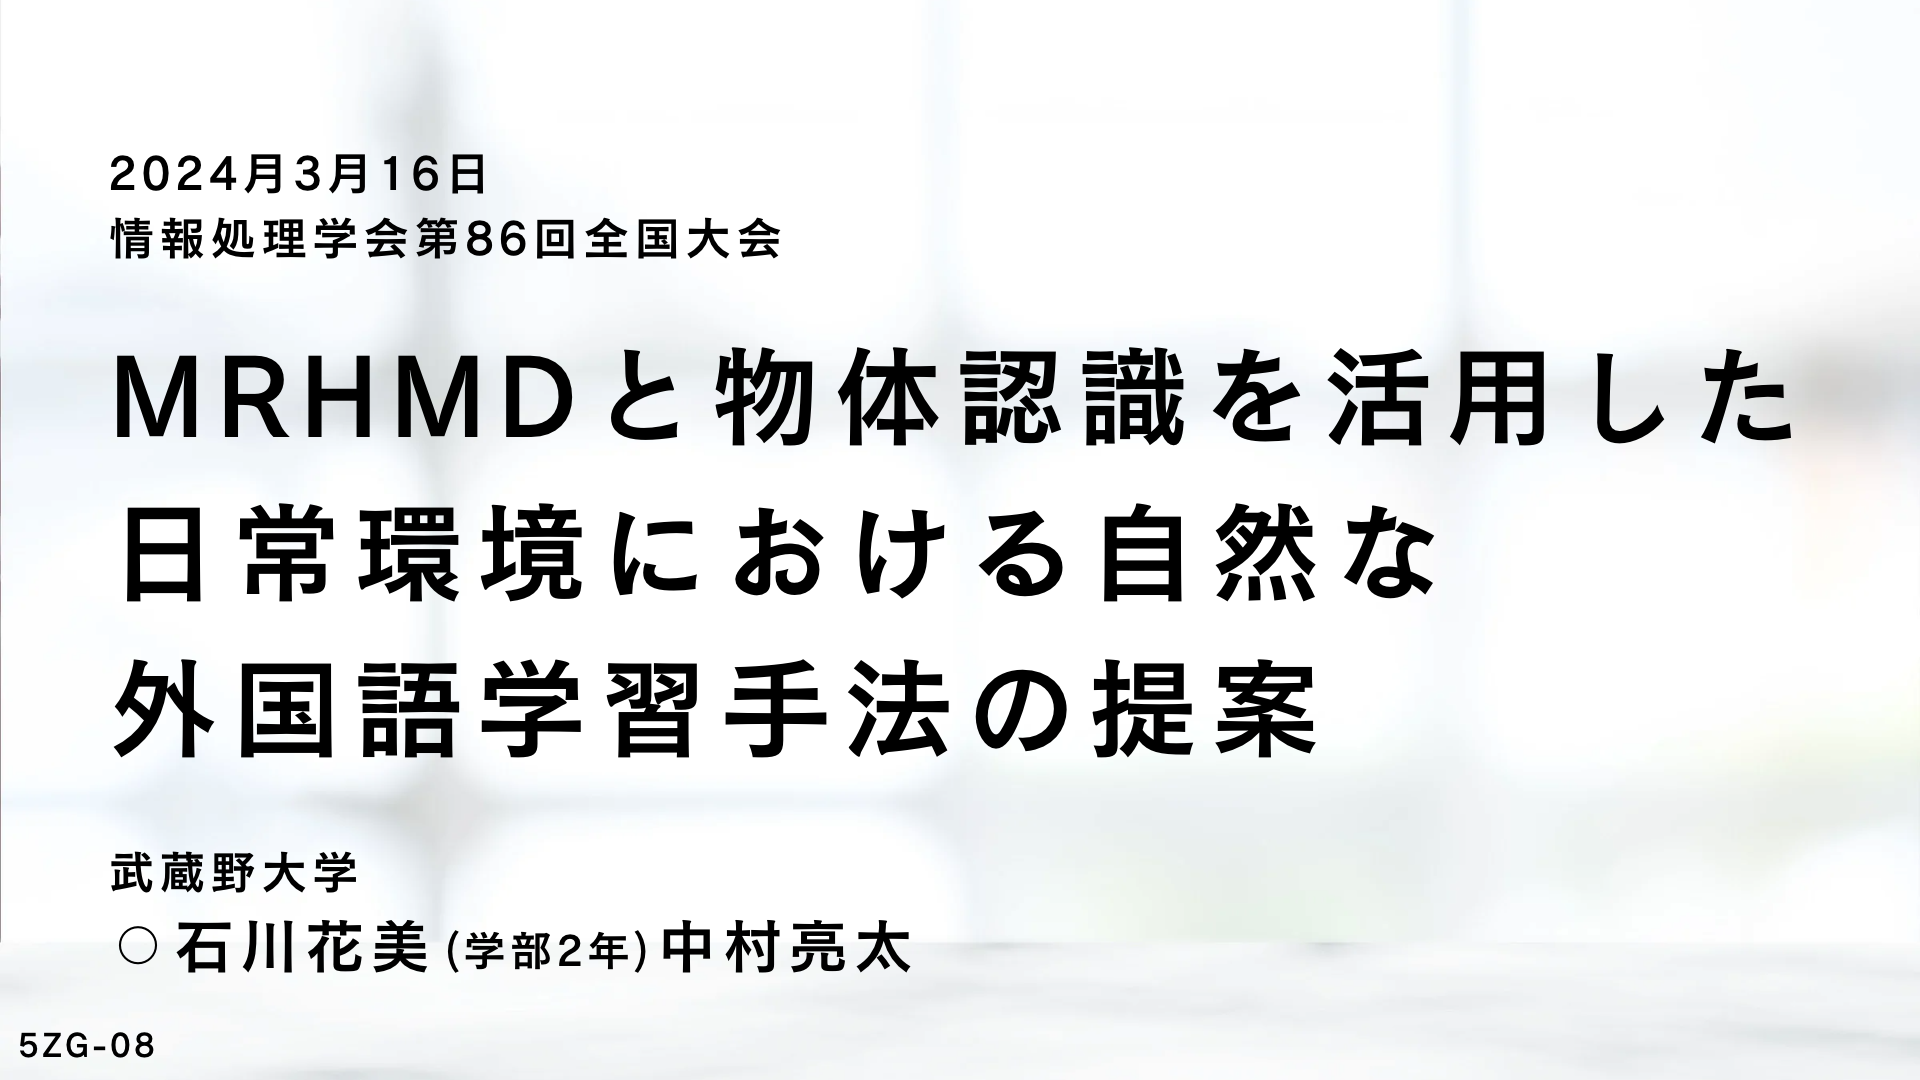 2024月3月16日
情報処理学会第86回全国大会
MRHMDと物体認識を活用した
日常環境における自然な
外国語学習手法の提案
武蔵野大学
○石川花美(学部2年)中村亮太
5ZG-08